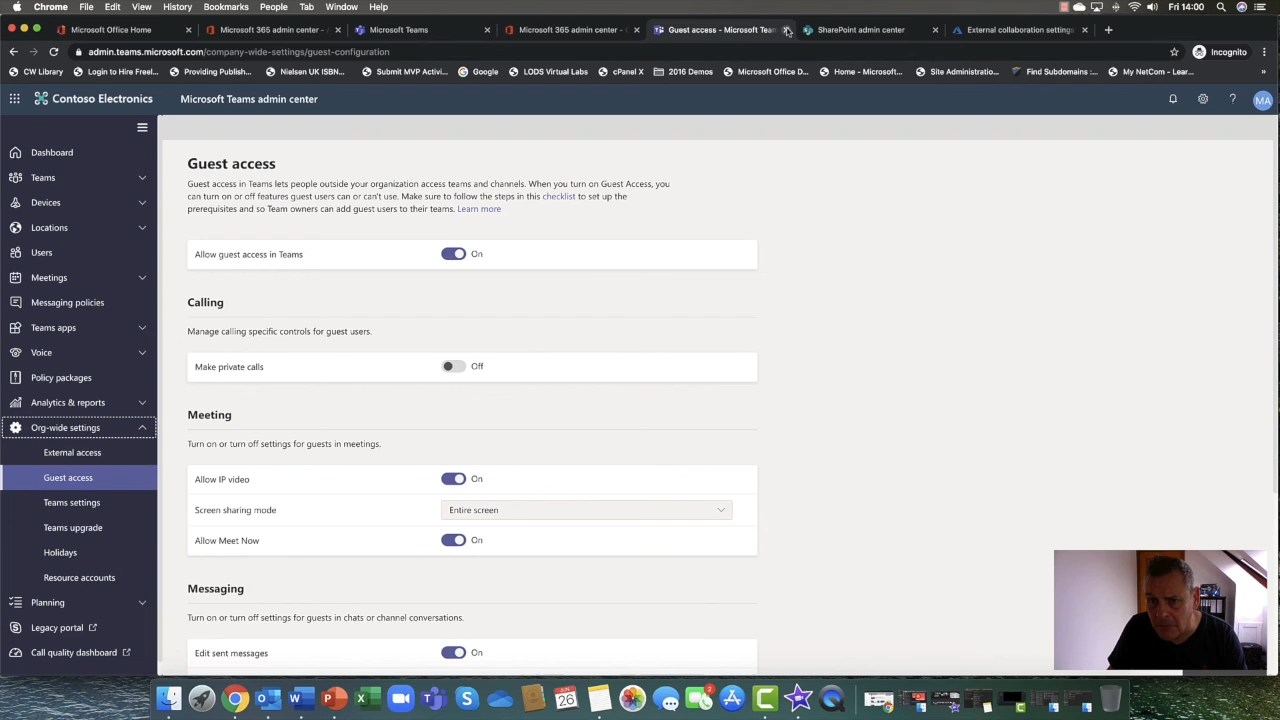 Chrome File Edit View History Bookmarks People Tab Window Help Fri 14:00
Microsoft Office Home Microsoft 365 admin center - Microsoft Teams Microsoft 365 admin center - Guest access - Microsoft Team SharePoint admin center External collaboration settings
admin.teams.microsoft.com/company-wide-settings/guest-configuration Incognito
CW Library Login to Hire Freel... Providing Publish... Nielsen UK ISBN... Submit MVP Activi... Google LODS Virtual Labs cPanel X 2016 Demos Microsoft Office D... Home - Microsoft... Site Administratio... Find Subdomains... My NetCom - Lear... »
Contoso Electronics Microsoft Teams admin center ? MA
Dashboard
Teams
Devices
Locations
Users
Meetings
Messaging policies
Teams apps
Voice
Policy packages
Analytics & reports
Org-wide settings
External access
Guest access
Teams settings
Teams upgrade
Holidays
Resource accounts
Planning
Legacy portal
Call quality dashboard
Guest access
Guest access in Teams lets people outside your organization access teams and channels. When you turn on Guest Access, you
can turn on or off features guest users can or can't use. Make sure to follow the steps in this checklist to set up the
prerequisites and so Team owners can add guest users to their teams. Learn more
Allow guest access in Teams On
Calling
Manage calling specific controls for guest users.
Make private calls Off
Meeting
Turn on or turn off settings for guests in meetings.
Allow IP video On
Screen sharing mode Entire screen
Allow Meet Now On
Messaging
Turn on or turn off settings for guests in chats or channel conversations.
Edit sent messages On
JUN
26
2